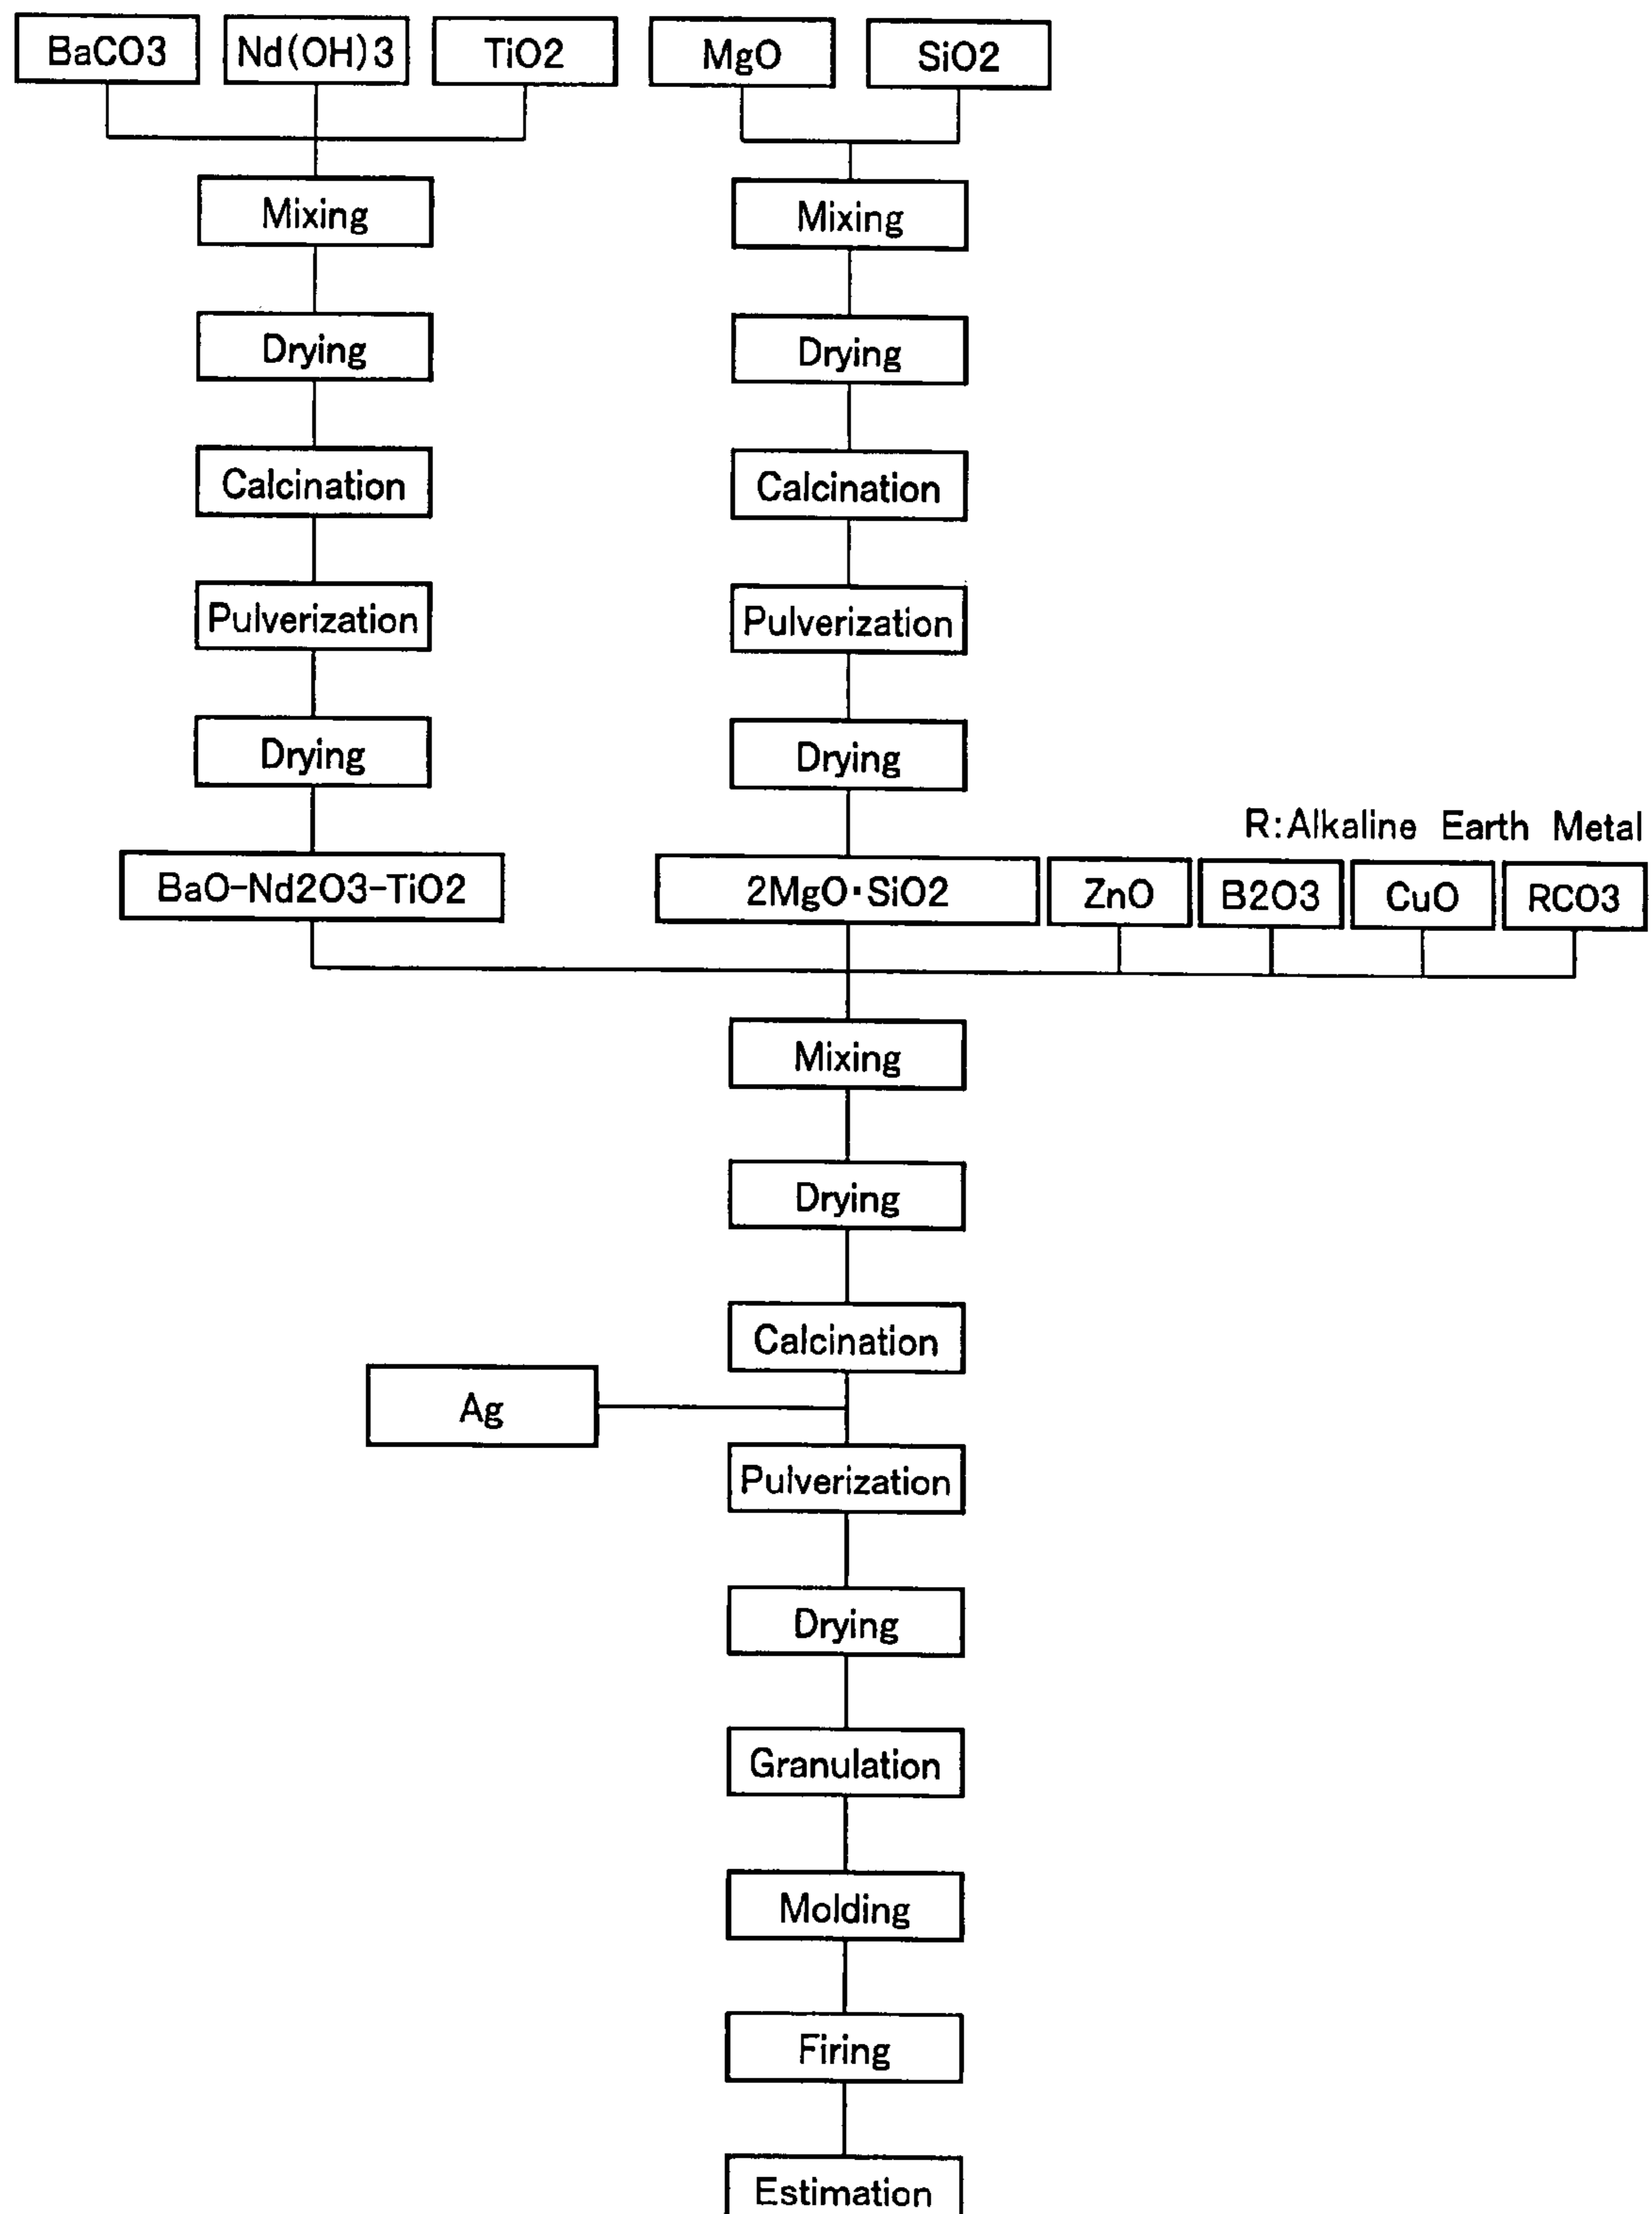 BaCO3 Nd(OH)3 TiO2 MgO SiO2
Mixing Mixing
Drying Drying
Calcination Calcination
Pulverization Pulverization
Drying Drying
R:Alkaline Earth Metal
BaO-Nd2O3-TiO2 2MgO·SiO2 ZnO B2O3 CuO RCO3
Mixing
Drying
Calcination
Ag
Pulverization
Drying
Granulation
Molding
Firing
Estimation